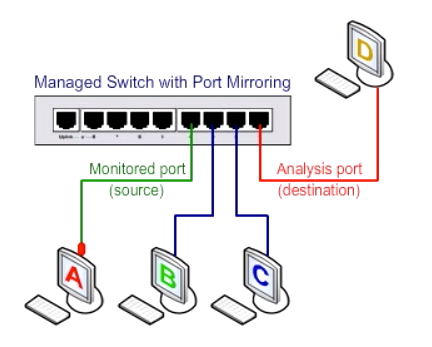 D
Managed Switch with Port Mirroring
Monitored port
(source)
Analysis port
(destination)
A
B
C